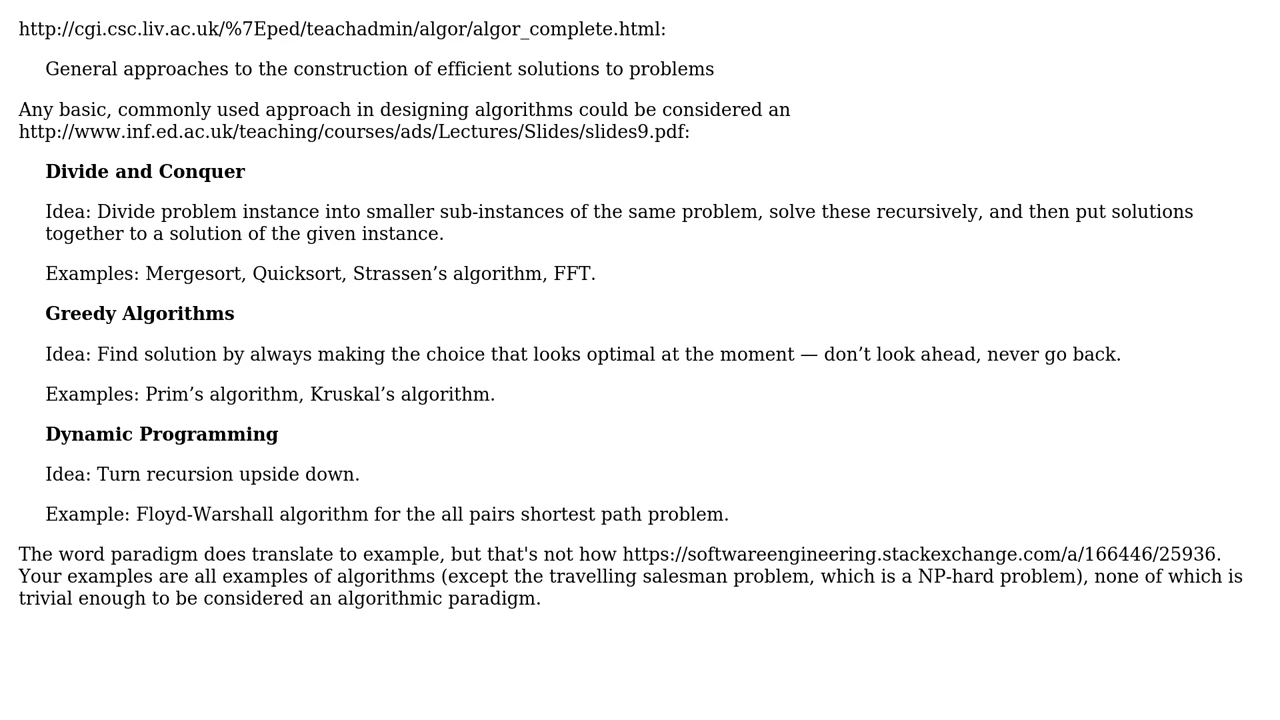 http://cgi.csc.liv.ac.uk/%7Eped/teachadmin/algor/algor_complete.html:
General approaches to the construction of efficient solutions to problems
Any basic, commonly used approach in designing algorithms could be considered an
http://www.inf.ed.ac.uk/teaching/courses/ads/Lectures/Slides/slides9.pdf:
Divide and Conquer
Idea: Divide problem instance into smaller sub-instances of the same problem, solve these recursively, and then put solutions
together to a solution of the given instance.
Examples: Mergesort, Quicksort, Strassen’s algorithm, FFT.
Greedy Algorithms
Idea: Find solution by always making the choice that looks optimal at the moment — don’t look ahead, never go back.
Examples: Prim’s algorithm, Kruskal’s algorithm.
Dynamic Programming
Idea: Turn recursion upside down.
Example: Floyd-Warshall algorithm for the all pairs shortest path problem.
The word paradigm does translate to example, but that's not how https://softwareengineering.stackexchange.com/a/166446/25936.
Your examples are all examples of algorithms (except the travelling salesman problem, which is a NP-hard problem), none of which is
trivial enough to be considered an algorithmic paradigm.